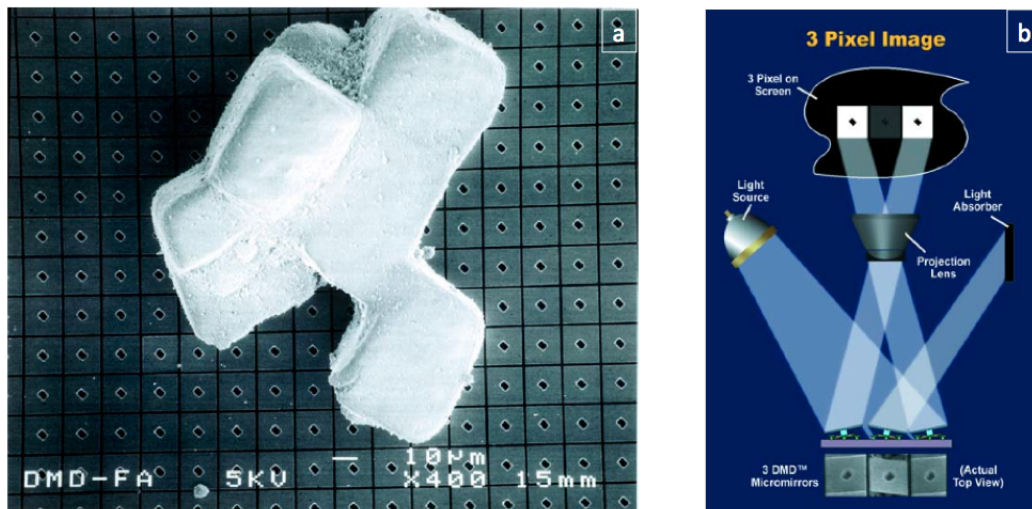 a
10µm
DMD-FA 5KV X400 15mm
b
3 Pixel Image
3 Pixel on
Screen
Light
Source
Light
Absorber
Projection
Lens
3 DMD™
Micromirrors
(Actual
Top View)